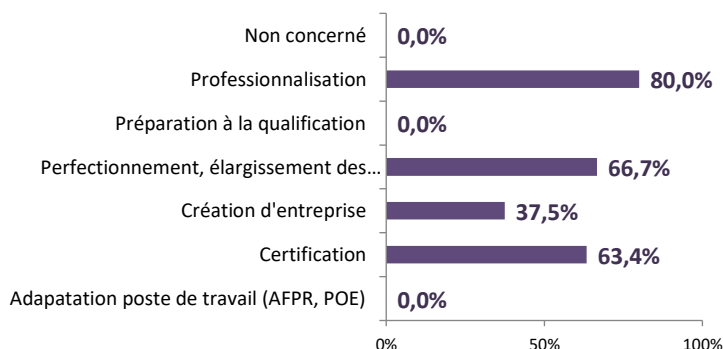 Non concerné 0,0%
Professionnalisation 80,0%
Préparation à la qualification 0,0%
Perfectionnement, élargissement des... 66,7%
Création d'entreprise 37,5%
Certification 63,4%
Adapatation poste de travail (AFPR, POE) 0,0%
0% 50% 100%